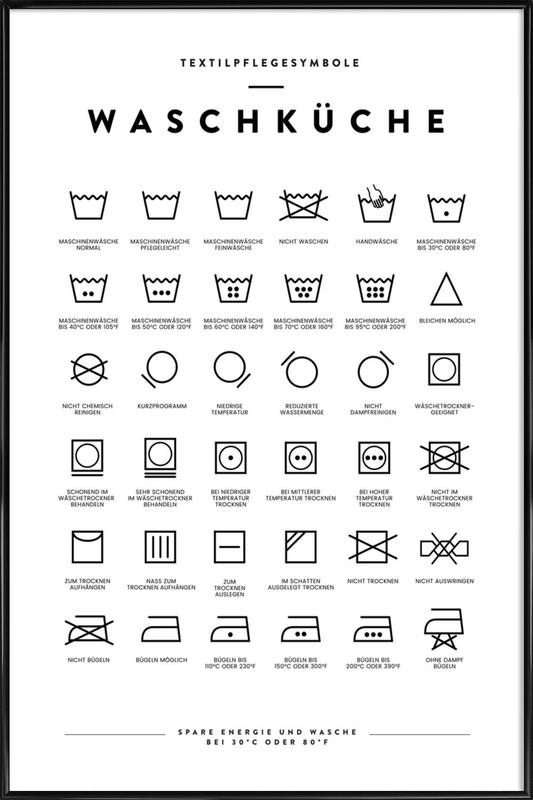 TEXTILPFLEGESYMBOLE
WASCHKÜCHE
MASCHINENWÄSCHE
NORMAL
MASCHINENWÄSCHE
PFLEGELEICHT
MASCHINENWÄSCHE
FEINWÄSCHE
NICHT WASCHEN
HANDWÄSCHE
MASCHINENWÄSCHE
BIS 30°C ODER 80°F
MASCHINENWÄSCHE
BIS 40°C ODER 105°F
MASCHINENWÄSCHE
BIS 50°C ODER 120°F
MASCHINENWÄSCHE
BIS 60°C ODER 140°F
MASCHINENWÄSCHE
BIS 70°C ODER 160°F
MASCHINENWÄSCHE
BIS 95°C ODER 200°F
BLEICHEN MÖGLICH
NICHT CHEMISCH
REINIGEN
KURZPROGRAMM
NIEDRIGE
TEMPERATUR
REDUZIERTE
WASSERMENGE
NICHT
DAMPFREINIGEN
WÄSCHETROCKNER-
GEEIGNET
SCHONEND IM
WÄSCHETROCKNER
BEHANDELN
SEHR SCHONEND
IM WÄSCHETROCKNER
BEHANDELN
BEI NIEDRIGER
TEMPERATUR
TROCKNEN
BEI MITTLERER
TEMPERATUR TROCKNEN
BEI HOHER
TEMPERATUR
TROCKNEN
NICHT IM
WÄSCHETROCKNER
TROCKNEN
ZUM TROCKNEN
AUFHÄNGEN
NASS ZUM
TROCKNEN AUFHÄNGEN
ZUM
TROCKNEN
AUSLEGEN
IM SCHATTEN
AUSGELEGT TROCKNEN
NICHT TROCKNEN
NICHT AUSWRINGEN
NICHT BÜGELN
BÜGELN MÖGLICH
BÜGELN BIS
110°C ODER 230°F
BÜGELN BIS
150°C ODER 300°F
BÜGELN BIS
200°C ODER 390°F
OHNE DAMPF
BÜGELN
SPARE ENERGIE UND WASCHE
BEI 30°C ODER 80°F